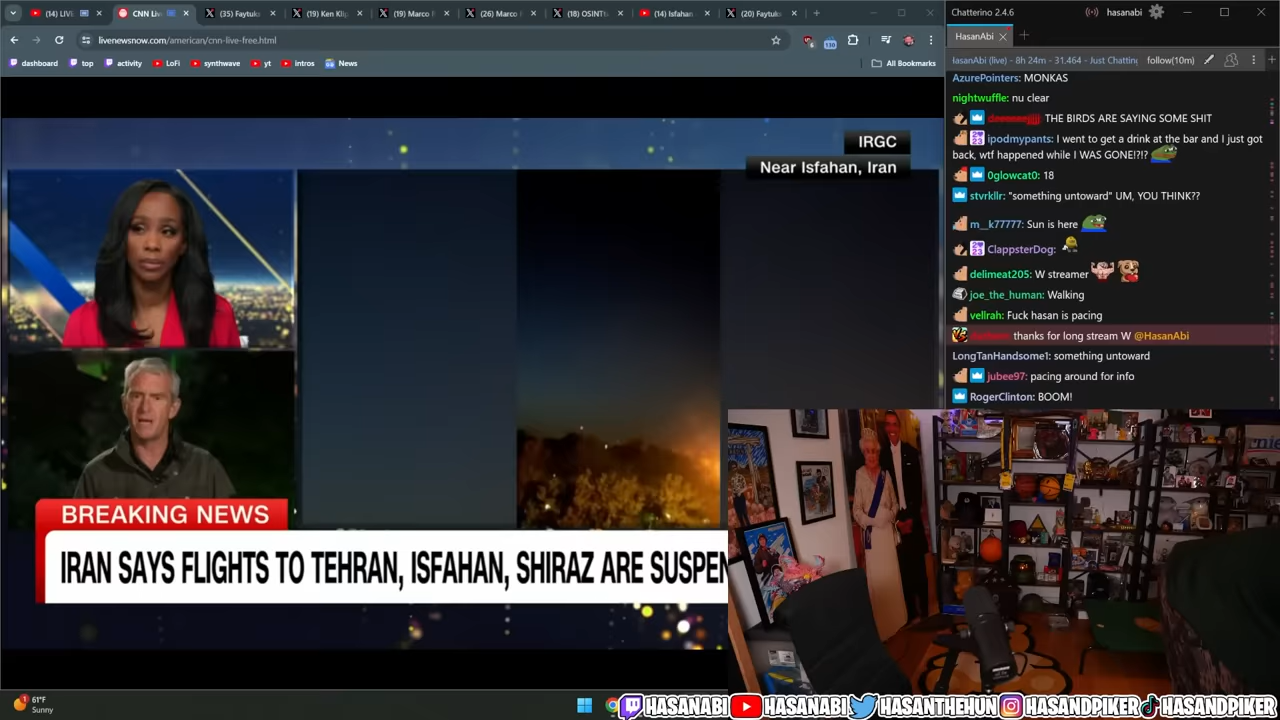 (14) LIVE
CNN Liv
(35) Faytuks
(19) Ken Klip
(19) Marco
(26) Marco
(18) OSINT
(14) Isfahan
(20) Faytuks
livenewsnow.com/american/cnn-live-free.html
130
dashboard
top
activity
LoFi
synthwave
yt
intros
News
All Bookmarks
IRGC
Near Isfahan, Iran
BREAKING NEWS
IRAN SAYS FLIGHTS TO TEHRAN, ISFAHAN, SHIRAZ ARE SUSPEN
Chatterino 2.4.6
hasanabi
HasanAbi
HasanAbi (live) - 8h 24m - 31.464 - Just Chatting
follow(10m)
AzurePointers: MONKAS
nightwuffle: nu clear
THE BIRDS ARE SAYING SOME SHIT
ipodmypants: I went to get a drink at the bar and I just got
back, wtf happened while I WAS GONE!?!?
0glowcat0: 18
stvrkllr: "something untoward" UM, YOU THINK??
m__k77777: Sun is here
ClappsterDog:
delimeat205: W streamer
joe_the_human: Walking
vellrah: Fuck hasan is pacing
thanks for long stream W @HasanAbi
LongTanHandsome1: something untoward
jubee97: pacing around for info
RogerClinton: BOOM!
61°F
Sunny
HASANABI
HASANABI
HASANTHEHUN
HASANDPIKER
HASANDPIKER